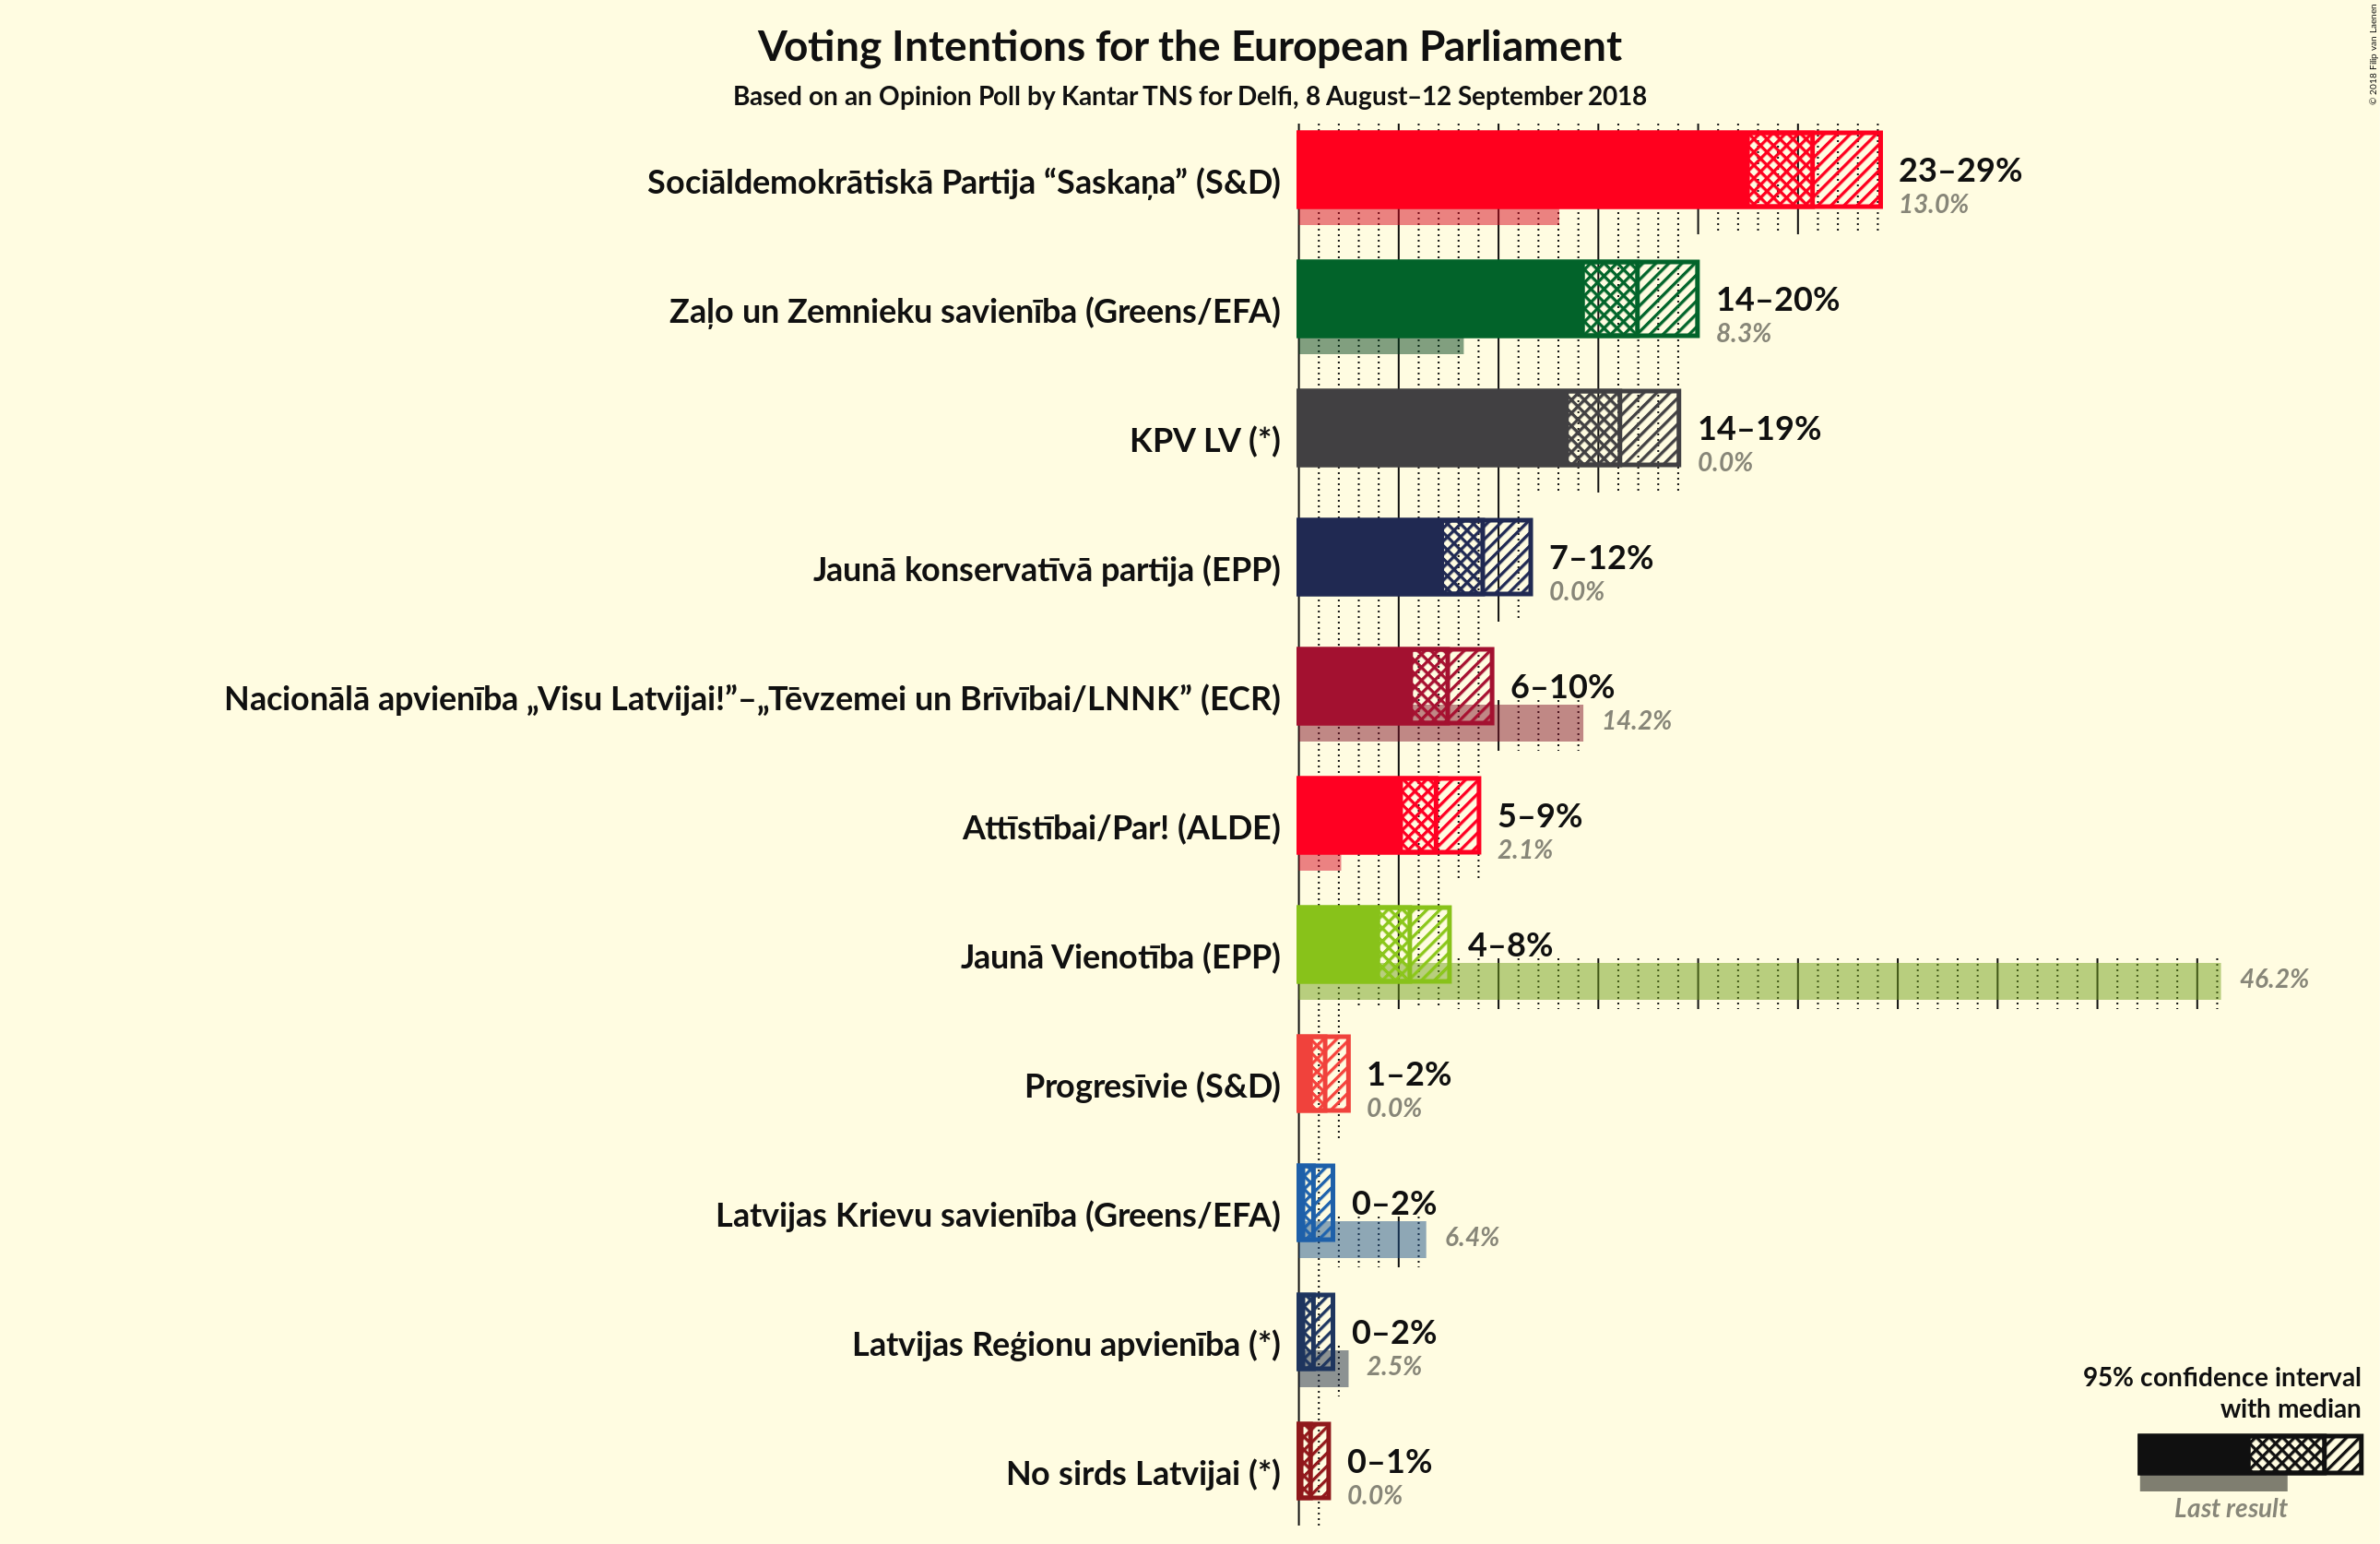 Voting Intentions for the European Parliament
Based on an Opinion Poll by Kantar TNS for Delfi, 8 August–12 September 2018
© 2018 Filip van Laenen
Sociāldemokrātiskā Partija “Saskaņa” (S&D)
23–29%
13.0%
Zaļo un Zemnieku savienība (Greens/EFA)
14–20%
8.3%
KPV LV (*)
14–19%
0.0%
Jaunā konservatīvā partija (EPP)
7–12%
0.0%
Nacionālā apvienība „Visu Latvijai!”–„Tēvzemei un Brīvībai/LNNK” (ECR)
6–10%
14.2%
Attīstībai/Par! (ALDE)
5–9%
2.1%
Jaunā Vienotība (EPP)
4–8%
46.2%
Progresīvie (S&D)
1–2%
0.0%
Latvijas Krievu savienība (Greens/EFA)
0–2%
6.4%
Latvijas Reģionu apvienība (*)
0–2%
2.5%
No sirds Latvijai (*)
0–1%
0.0%
95% confidence interval
with median
Last result